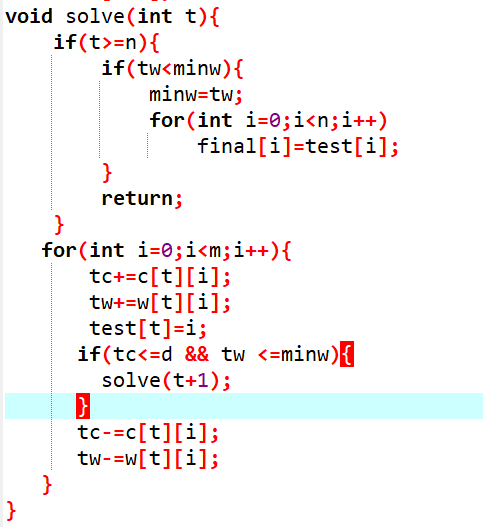 void solve(int t){
    if(t>=n){
        if(tw<minw){
            minw=tw;
            for(int i=0;i<n;i++)
                final[i]=test[i];
        }
        return;
    }
   for(int i=0;i<m;i++){
       tc+=c[t][i];
       tw+=w[t][i];
       test[t]=i;
      if(tc<=d && tw <=minw){
        solve(t+1);
      }
      tc-=c[t][i];
      tw-=w[t][i];
   }
}